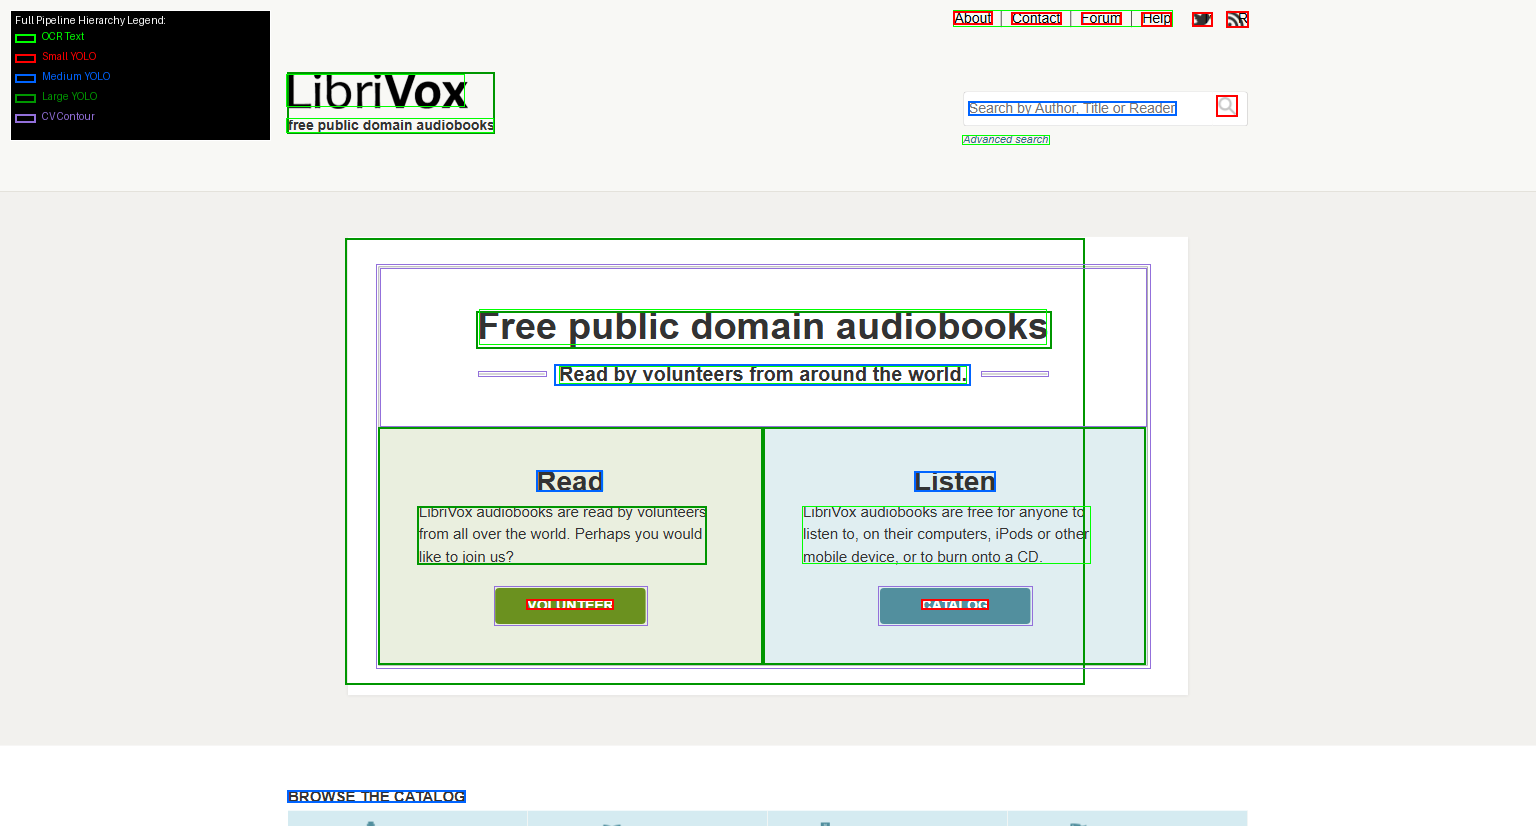 Full Pipeline Hierarchy Legend:
OCR Text
Small YOLO
Medium YOLO
Large YOLO
CV Contour
About
Contact
Forum
Help
R
LibriVox
free public domain audiobooks
Search by Author, Title or Reader
Advanced search
Free public domain audiobooks
Read by volunteers from around the world.
Read
LibriVox audiobooks are read by volunteers
from all over the world. Perhaps you would
like to join us?
VOLUNTEER
Listen
LibriVox audiobooks are free for anyone to
listen to, on their computers, iPods or other
mobile device, or to burn onto a CD.
CATALOG
BROWSE THE CATALOG